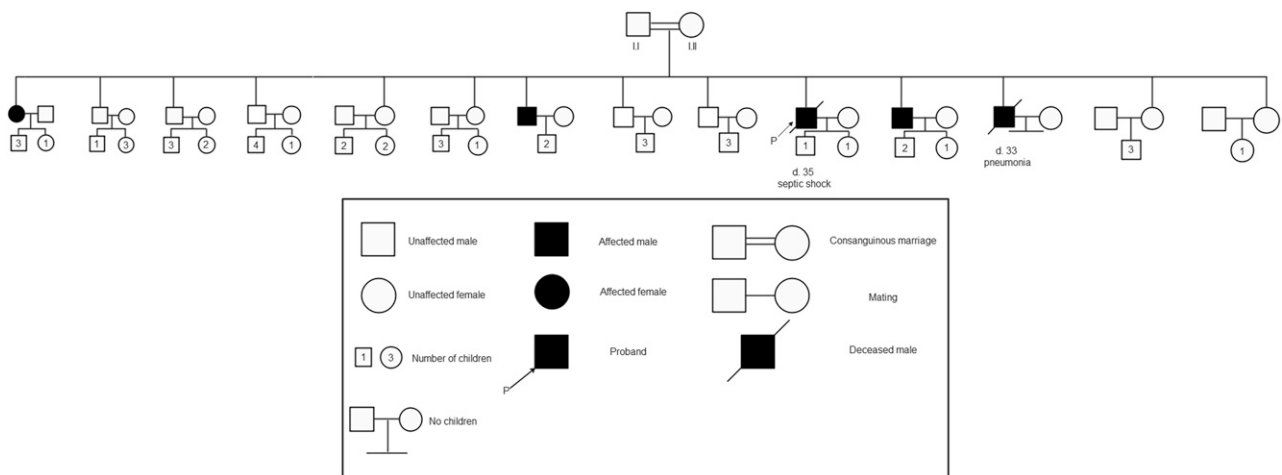 I.I
I.II
3 1 1 3 3 2 4 1 2 2 3 1 2 3 3 1 1 2 1 3 1
P
d. 35
septic shock
d. 33
pneumonia
Unaffected male
Affected male
Consanguinous marriage
Unaffected female
Affected female
Mating
1 3 Number of children
Proband
Deceased male
P
No children